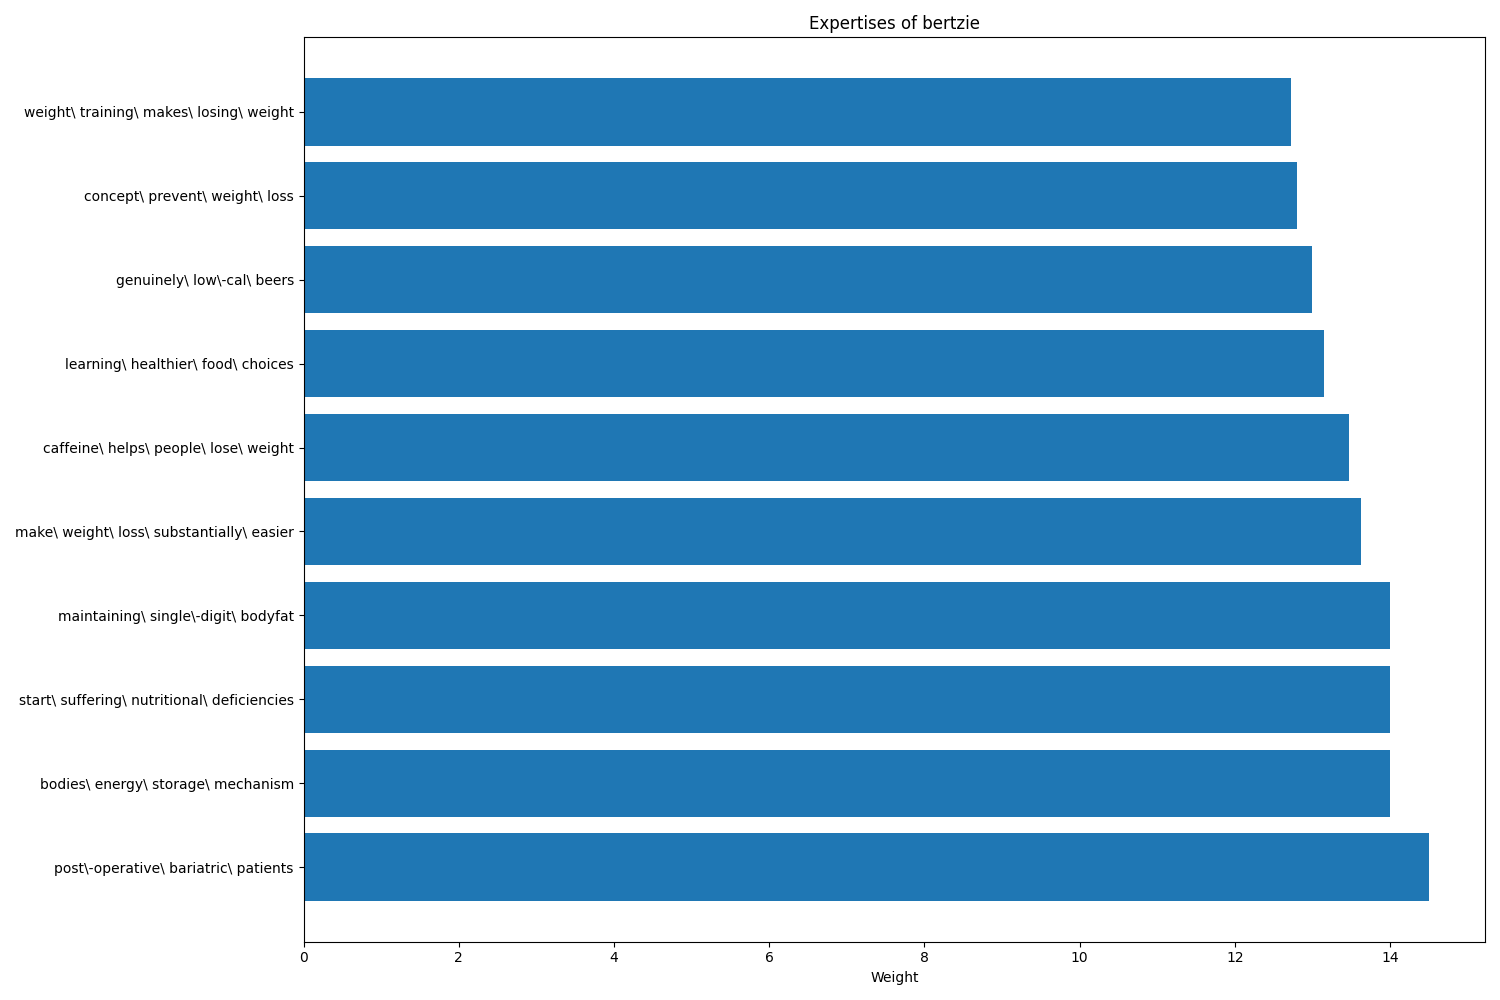 Expertises of bertzie
weight\ training\ makes\ losing\ weight
concept\ prevent\ weight\ loss
genuinely\ low\-cal\ beers
learning\ healthier\ food\ choices
caffeine\ helps\ people\ lose\ weight
make\ weight\ loss\ substantially\ easier
maintaining\ single\-digit\ bodyfat
start\ suffering\ nutritional\ deficiencies
bodies\ energy\ storage\ mechanism
post\-operative\ bariatric\ patients
0 2 4 6 8 10 12 14
Weight